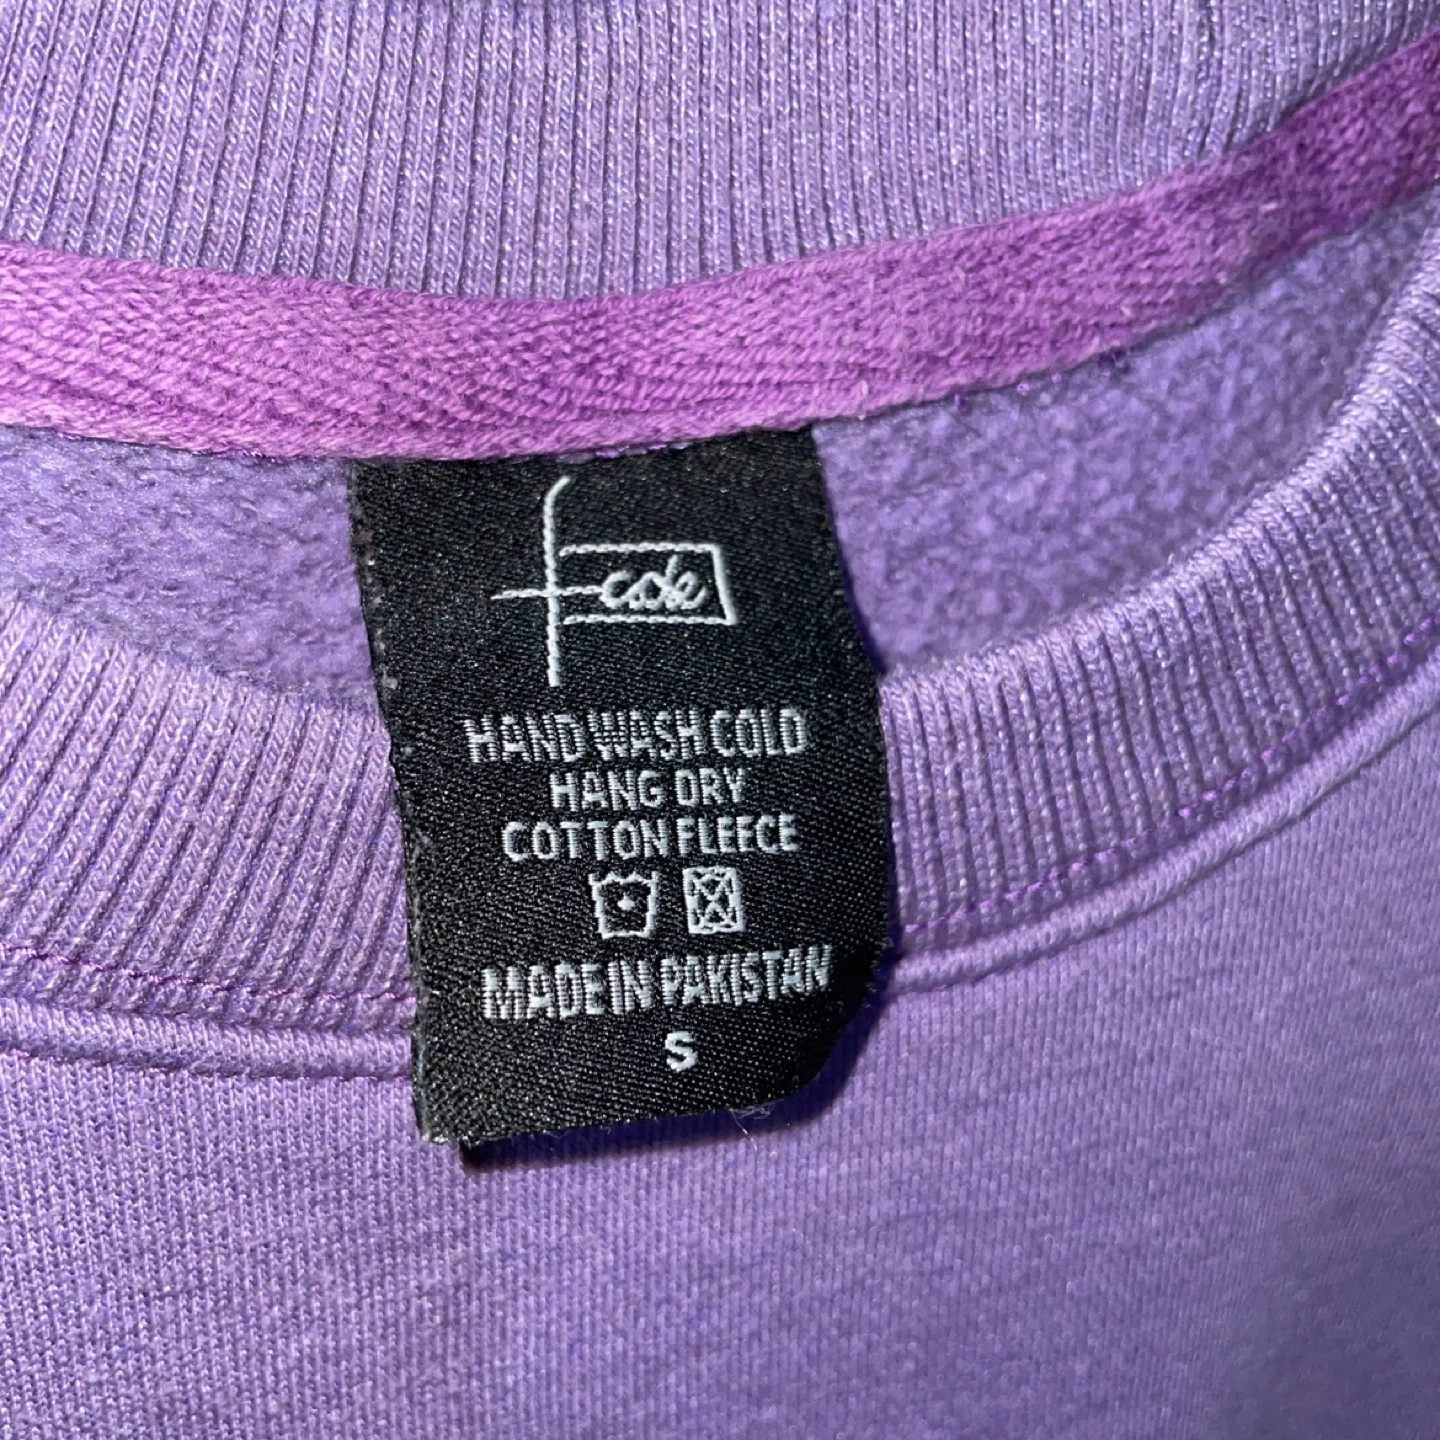 HAND WASH COLD
HANG DRY
COTTON FLEECE
MADE IN PAKISTAN
S